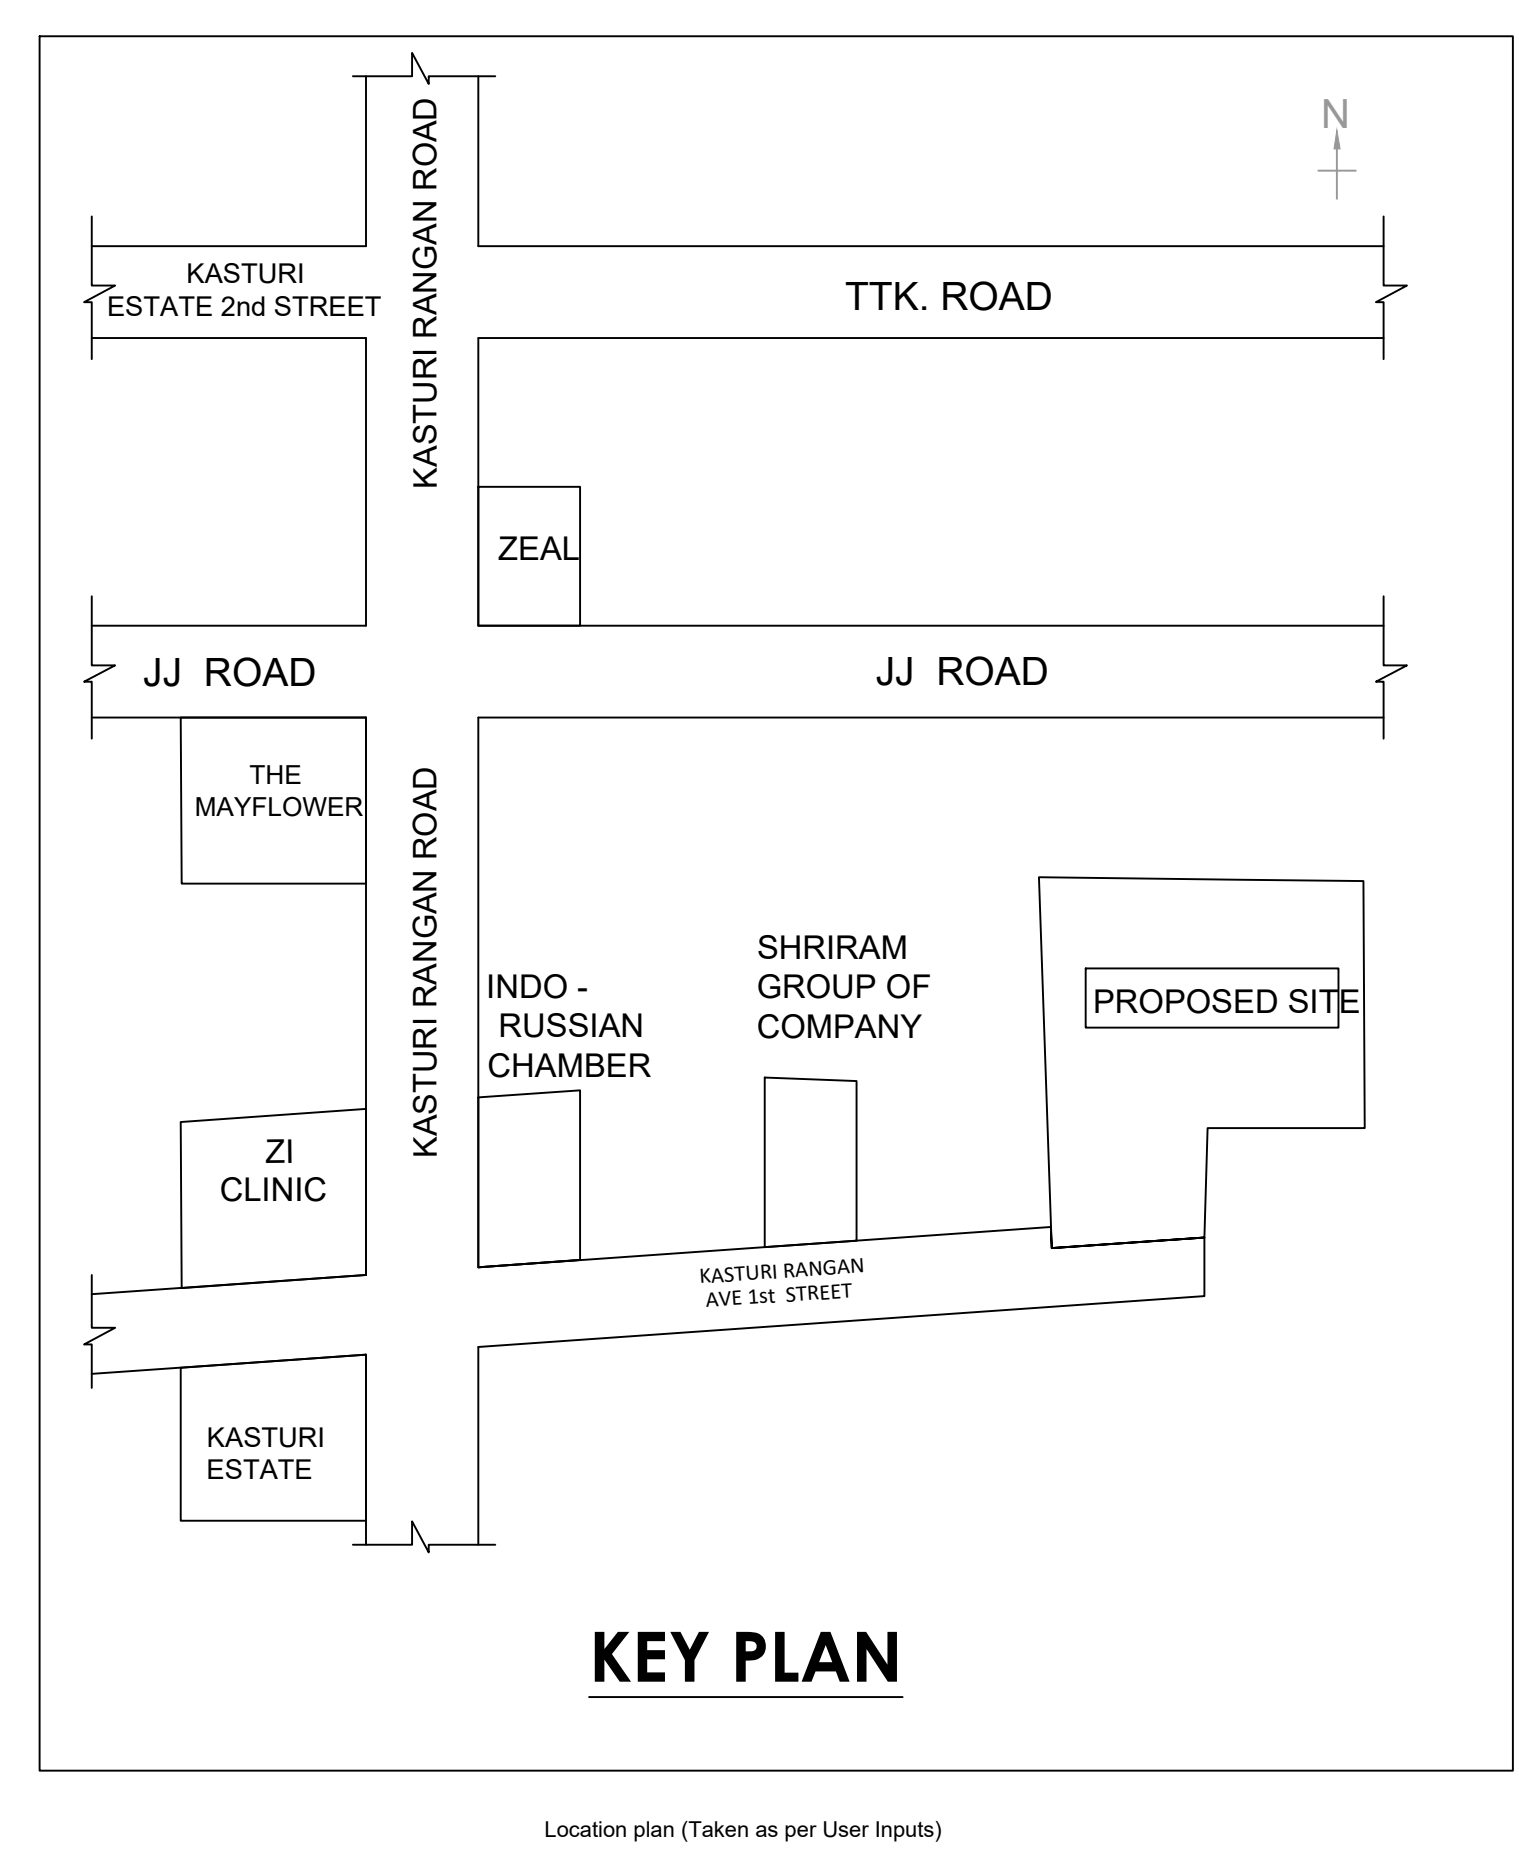 N
KASTURI RANGAN ROAD
KASTURI
ESTATE 2nd STREET
TTK. ROAD
ZEAL
JJ ROAD
JJ ROAD
THE
MAYFLOWER
KASTURI RANGAN ROAD
INDO -
RUSSIAN
CHAMBER
SHRIRAM
GROUP OF
COMPANY
PROPOSED SITE
ZI
CLINIC
KASTURI RANGAN
AVE 1st STREET
KASTURI
ESTATE
KEY PLAN
Location plan (Taken as per User Inputs)